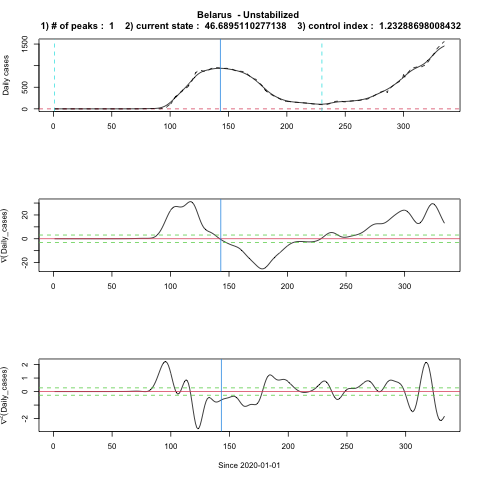 Belarus - Unstabilized
1) # of peaks : 1 2) current state : 46.6895110277138 3) control index : 1.23288698008432
Daily cases
0 500 1500
0 50 100 150 200 250 300
∇(Daily_cases)
-20 0 20
0 50 100 150 200 250 300
∇²(Daily_cases)
-2 0 1 2
0 50 100 150 200 250 300
Since 2020-01-01